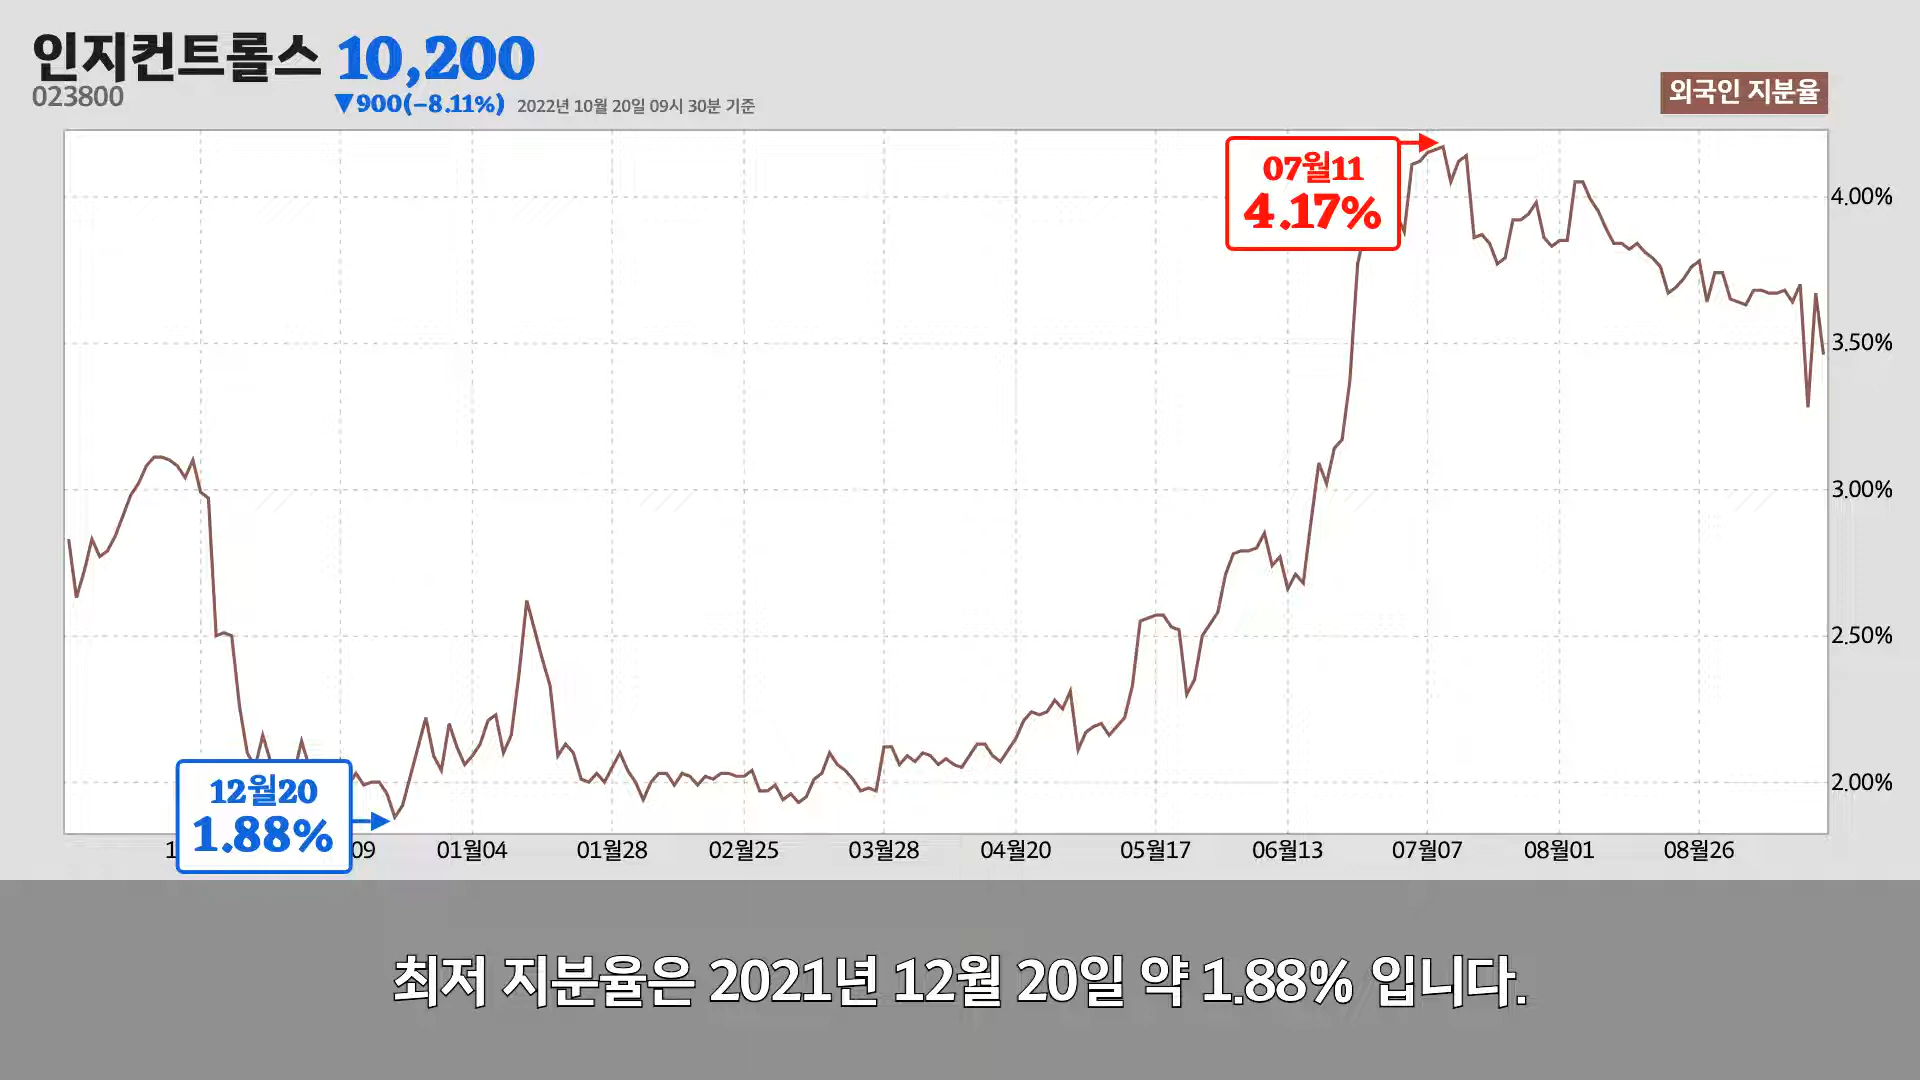 인지컨트롤스 10,200
023800
▼900(−8.11%) 2022년 10월 20일 09시 30분 기준
외국인 지분율
07월11
4.17%
4.00%
3.50%
3.00%
2.50%
2.00%
12월20
1.88%
09 01월04 01월28 02월25 03월28 04월20 05월17 06월13 07월07 08월01 08월26
최저 지분율은 2021년 12월 20일 약 1.88% 입니다.